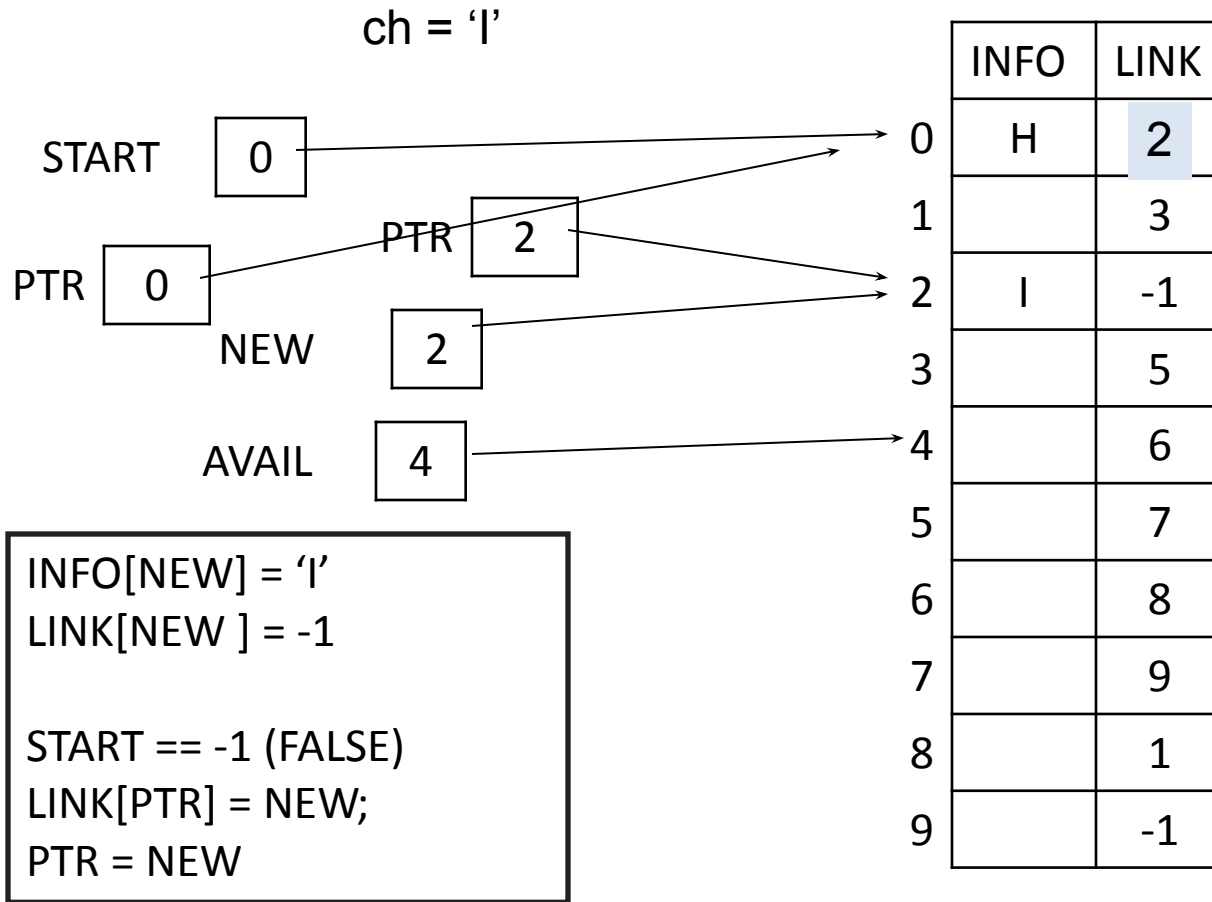 ch = ‘I’
START 0
PTR 2
PTR 0
NEW 2
AVAIL 4
INFO[NEW] = ‘I’
LINK[NEW ] = -1
START == -1 (FALSE)
LINK[PTR] = NEW;
PTR = NEW
INFO LINK
0 H 2
1 3
2 I -1
3 5
4 6
5 7
6 8
7 9
8 1
9 -1